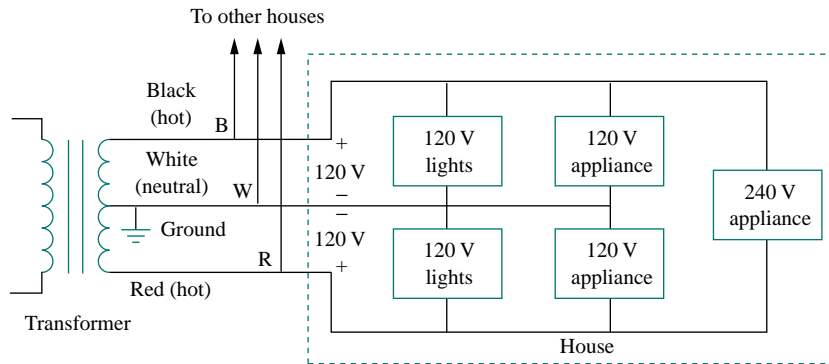 To other houses
Black
(hot)
B
White
(neutral)
W
Ground
R
Red (hot)
Transformer
+
120 V
−
−
120 V
+
120 V
lights
120 V
appliance
120 V
lights
120 V
appliance
240 V
appliance
House